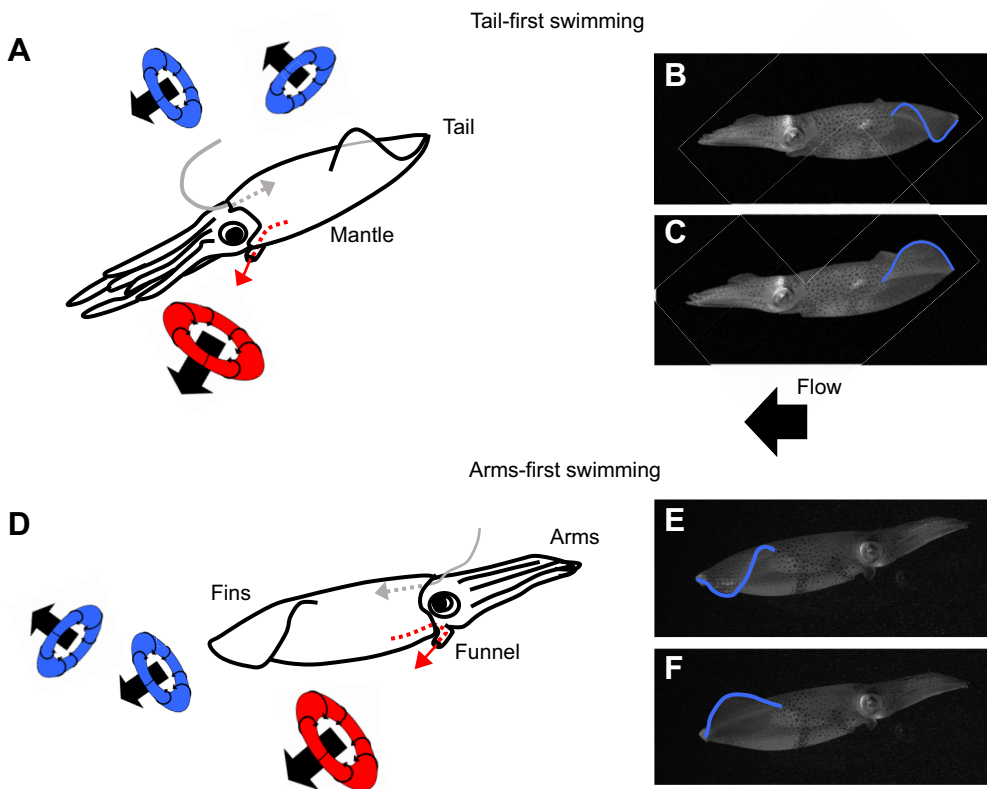 Tail-first swimming
A
B
Tail
Mantle
C
Flow
Arms-first swimming
D
E
Arms
Fins
Funnel
F